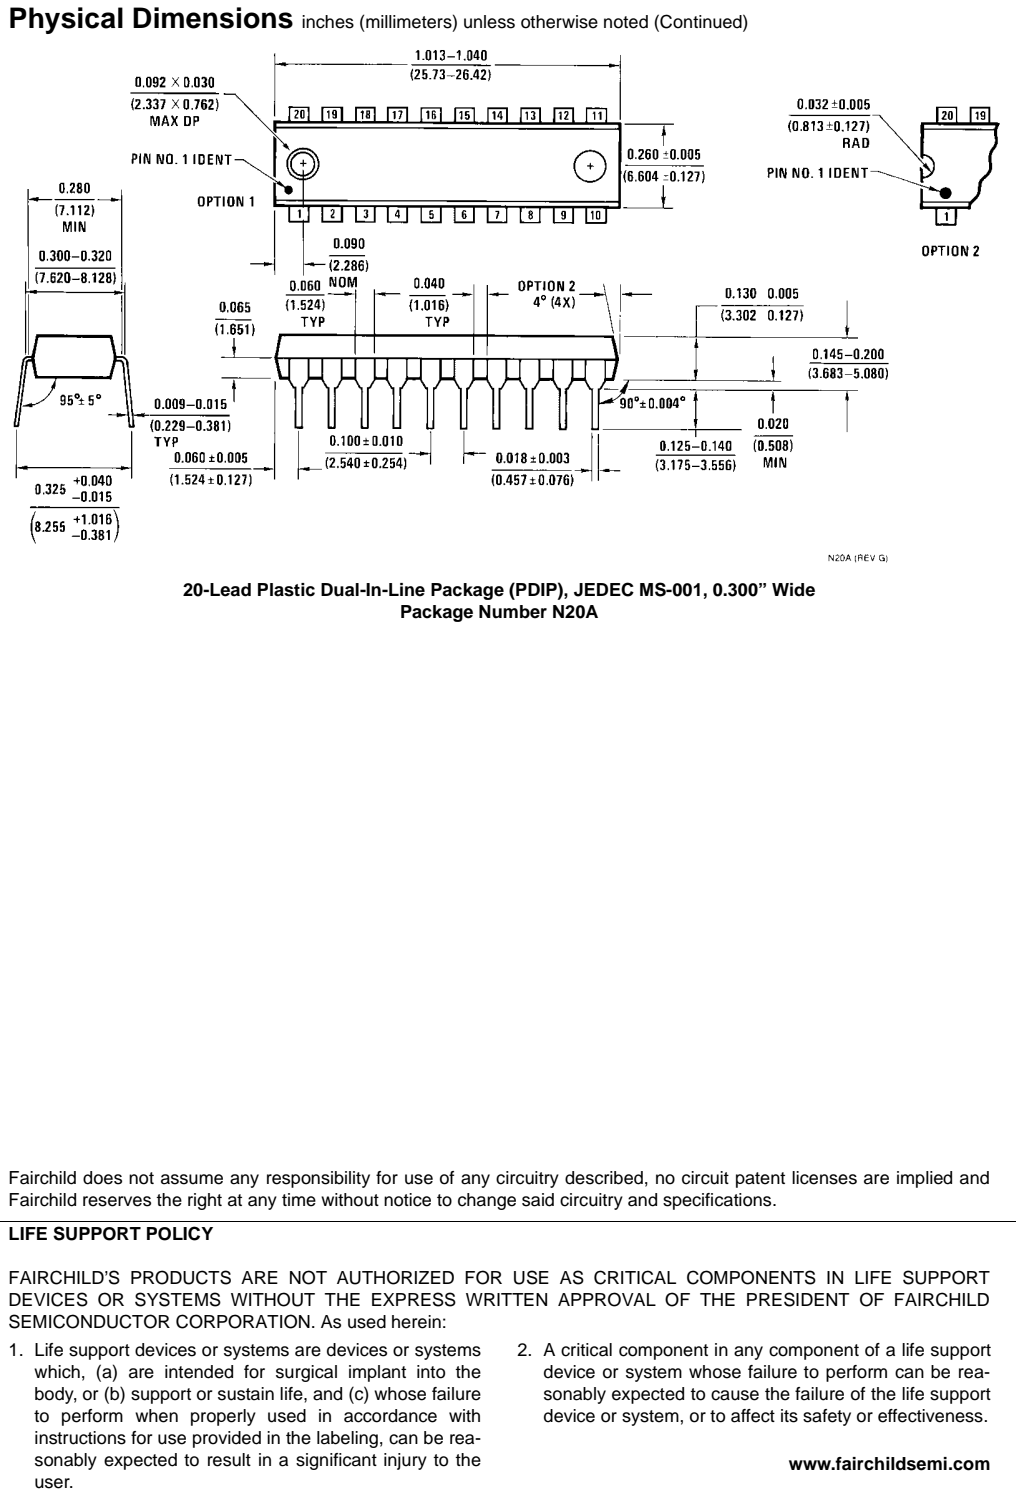 Physical Dimensions inches (millimeters) unless otherwise noted (Continued)
1.013–1.040
(25.73–26.42)
0.092 × 0.030
(2.337 × 0.762)
MAX DP
20 19 18 17 16 15 14 13 12 11
PIN NO. 1 IDENT
OPTION 1
1 2 3 4 5 6 7 8 9 10
0.260 ±0.005
(6.604 ±0.127)
0.032 ±0.005
(0.813 ±0.127)
RAD
PIN NO. 1 IDENT
20 19
1
OPTION 2
0.280
(7.112)
MIN
0.300–0.320
(7.620–8.128)
0.090
(2.286)
NOM
0.060
(1.524)
TYP
0.040
(1.016)
TYP
OPTION 2
4° (4X)
0.065
(1.651)
0.130 0.005
(3.302 0.127)
0.145–0.200
(3.683–5.080)
95°± 5°
90°±0.004°
0.009–0.015
(0.229–0.381)
TYP
0.020
(0.508)
MIN
0.100 ±0.010
(2.540 ±0.254)
0.125–0.140
(3.175–3.556)
0.060 ±0.005
(1.524 ±0.127)
0.018 ±0.003
(0.457 ±0.076)
0.325 +0.040
–0.015
(8.255 +1.016
–0.381)
N20A (REV G)
20-Lead Plastic Dual-In-Line Package (PDIP), JEDEC MS-001, 0.300” Wide
Package Number N20A
Fairchild does not assume any responsibility for use of any circuitry described, no circuit patent licenses are implied and
Fairchild reserves the right at any time without notice to change said circuitry and specifications.
LIFE SUPPORT POLICY
FAIRCHILD’S PRODUCTS ARE NOT AUTHORIZED FOR USE AS CRITICAL COMPONENTS IN LIFE SUPPORT
DEVICES OR SYSTEMS WITHOUT THE EXPRESS WRITTEN APPROVAL OF THE PRESIDENT OF FAIRCHILD
SEMICONDUCTOR CORPORATION. As used herein:
1. Life support devices or systems are devices or systems
which, (a) are intended for surgical implant into the
body, or (b) support or sustain life, and (c) whose failure
to perform when properly used in accordance with
instructions for use provided in the labeling, can be rea-
sonably expected to result in a significant injury to the
user.
2. A critical component in any component of a life support
device or system whose failure to perform can be rea-
sonably expected to cause the failure of the life support
device or system, or to affect its safety or effectiveness.
www.fairchildsemi.com